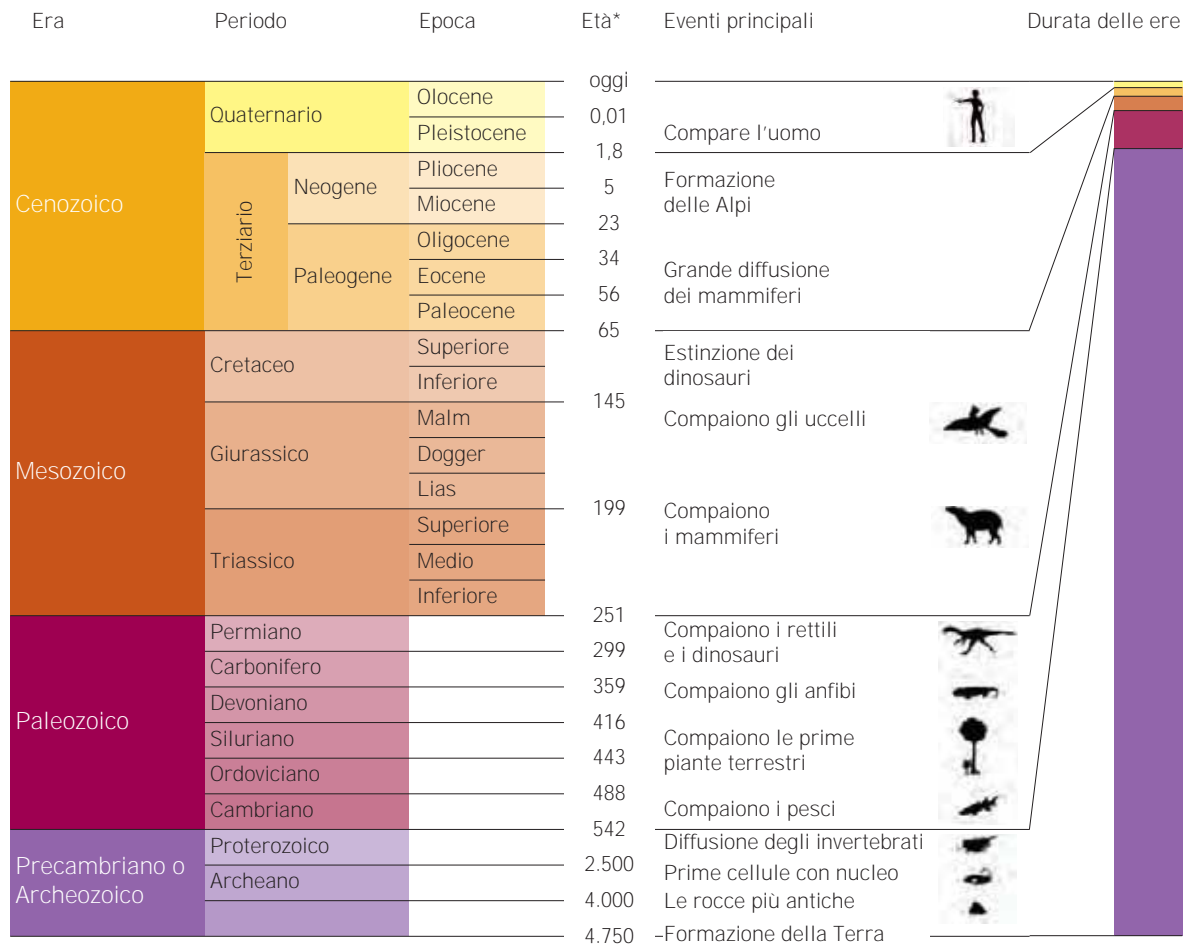 Era Periodo Epoca Età* Eventi principali Durata delle ere
Cenozoico
Quaternario
Terziario
Neogene
Paleogene
Olocene
Pleistocene
Pliocene
Miocene
Oligocene
Eocene
Paleocene
oggi
0,01
1,8
5
23
34
56
65
Compare l'uomo
Formazione
delle Alpi
Grande diffusione
dei mammiferi
Mesozoico
Cretaceo
Giurassico
Triassico
Superiore
Inferiore
Malm
Dogger
Lias
Superiore
Medio
Inferiore
145
199
251
Estinzione dei
dinosauri
Compaiono gli uccelli
Compaiono
i mammiferi
Paleozoico
Permiano
Carbonifero
Devoniano
Siluriano
Ordoviciano
Cambriano
299
359
416
443
488
542
Compaiono i rettili
e i dinosauri
Compaiono gli anfibi
Compaiono le prime
piante terrestri
Compaiono i pesci
Precambriano o
Archeozoico
Proterozoico
Archeano
2.500
4.000
4.750
Diffusione degli invertebrati
Prime cellule con nucleo
Le rocce più antiche
Formazione della Terra